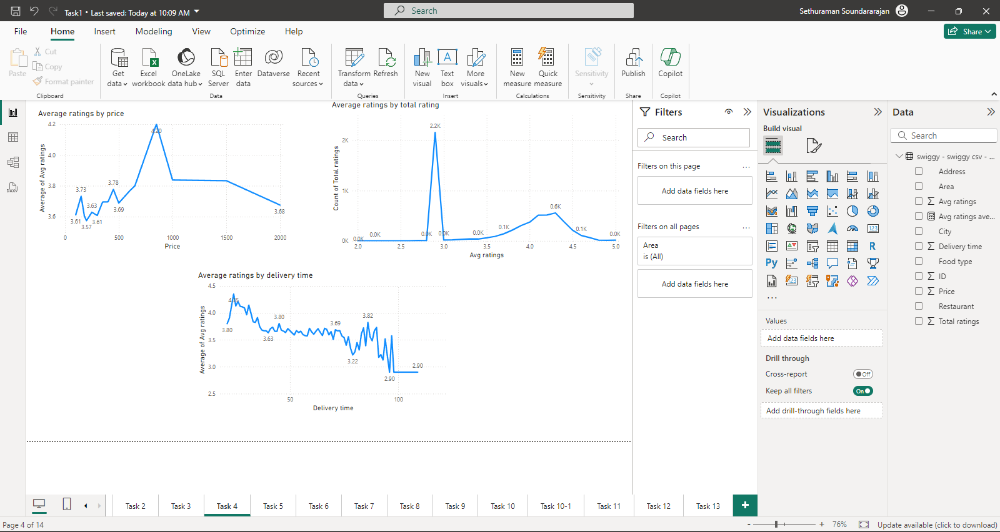 Task1 • Last saved: Today at 10:09 AM
Search
Sethuraman Soundararajan
File
Home
Insert
Modeling
View
Optimize
Help
Share
Paste
Cut
Copy
Format painter
Clipboard
Get data
Excel workbook
OneLake data hub
SQL Server
Enter data
Dataverse
Recent sources
Data
Transform data
Refresh
Queries
New visual
Text box
More visuals
Insert
New measure
Quick measure
Calculations
Sensitivity
Sensitivity
Publish
Share
Copilot
Copilot
DAX
Average ratings by price
Average of Avg ratings
4.2
4.0
3.8
3.6
4.20
3.73
3.78
3.63
3.69
3.61
3.57
3.61
3.68
0
500
1000
1500
2000
Price
Average ratings by total rating
Count of Total ratings
2K
1K
0K
2.2K
0.0K
0.0K
0.0K
0.0K
0.0K
0.1K
0.6K
0.1K
0.0K
2.0
2.5
3.0
3.5
4.0
4.5
5.0
Avg ratings
Average ratings by delivery time
Average of Avg ratings
4.5
4.0
3.5
3.0
2.5
4.35
3.80
3.80
3.63
3.69
3.82
3.22
2.90
2.90
50
100
Delivery time
Filters
Search
Filters on this page
...
Add data fields here
Filters on all pages
...
Area
is (All)
Add data fields here
Visualizations
Build visual
123
R
Py
123
...
Values
Add data fields here
Drill through
Cross-report
Off
Keep all filters
On
Add drill-through fields here
Data
Search
swiggy - swiggy csv - ...
Address
Area
Σ Avg ratings
Avg ratings ave...
City
Σ Delivery time
Food type
Σ ID
Σ Price
Restaurant
Σ Total ratings
Task 2
Task 3
Task 4
Task 5
Task 6
Task 7
Task 8
Task 9
Task 10
Task 10-1
Task 11
Task 12
Task 13
+
Page 4 of 14
- + 76%
Update available (click to download)